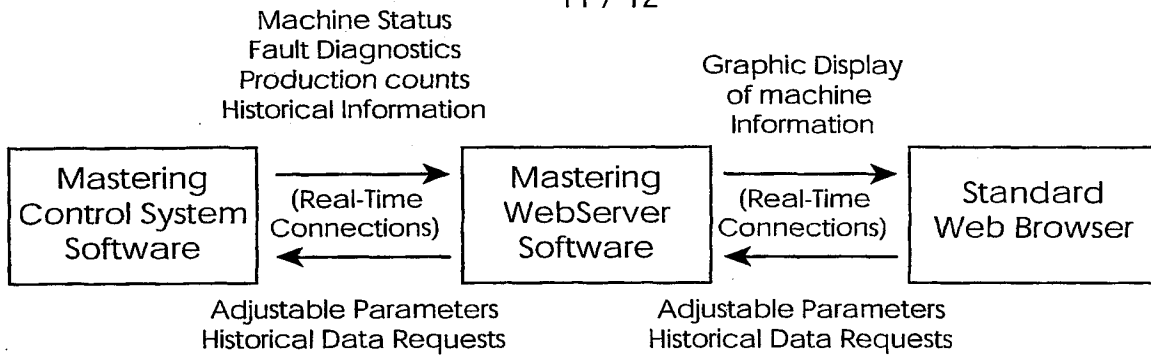 11 / 12
Machine Status
Fault Diagnostics
Production counts
Historical Information
Graphic Display
of machine
Information
Mastering
Control System
Software
(Real-Time
Connections)
Mastering
WebServer
Software
(Real-Time
Connections)
Standard
Web Browser
Adjustable Parameters
Historical Data Requests
Adjustable Parameters
Historical Data Requests